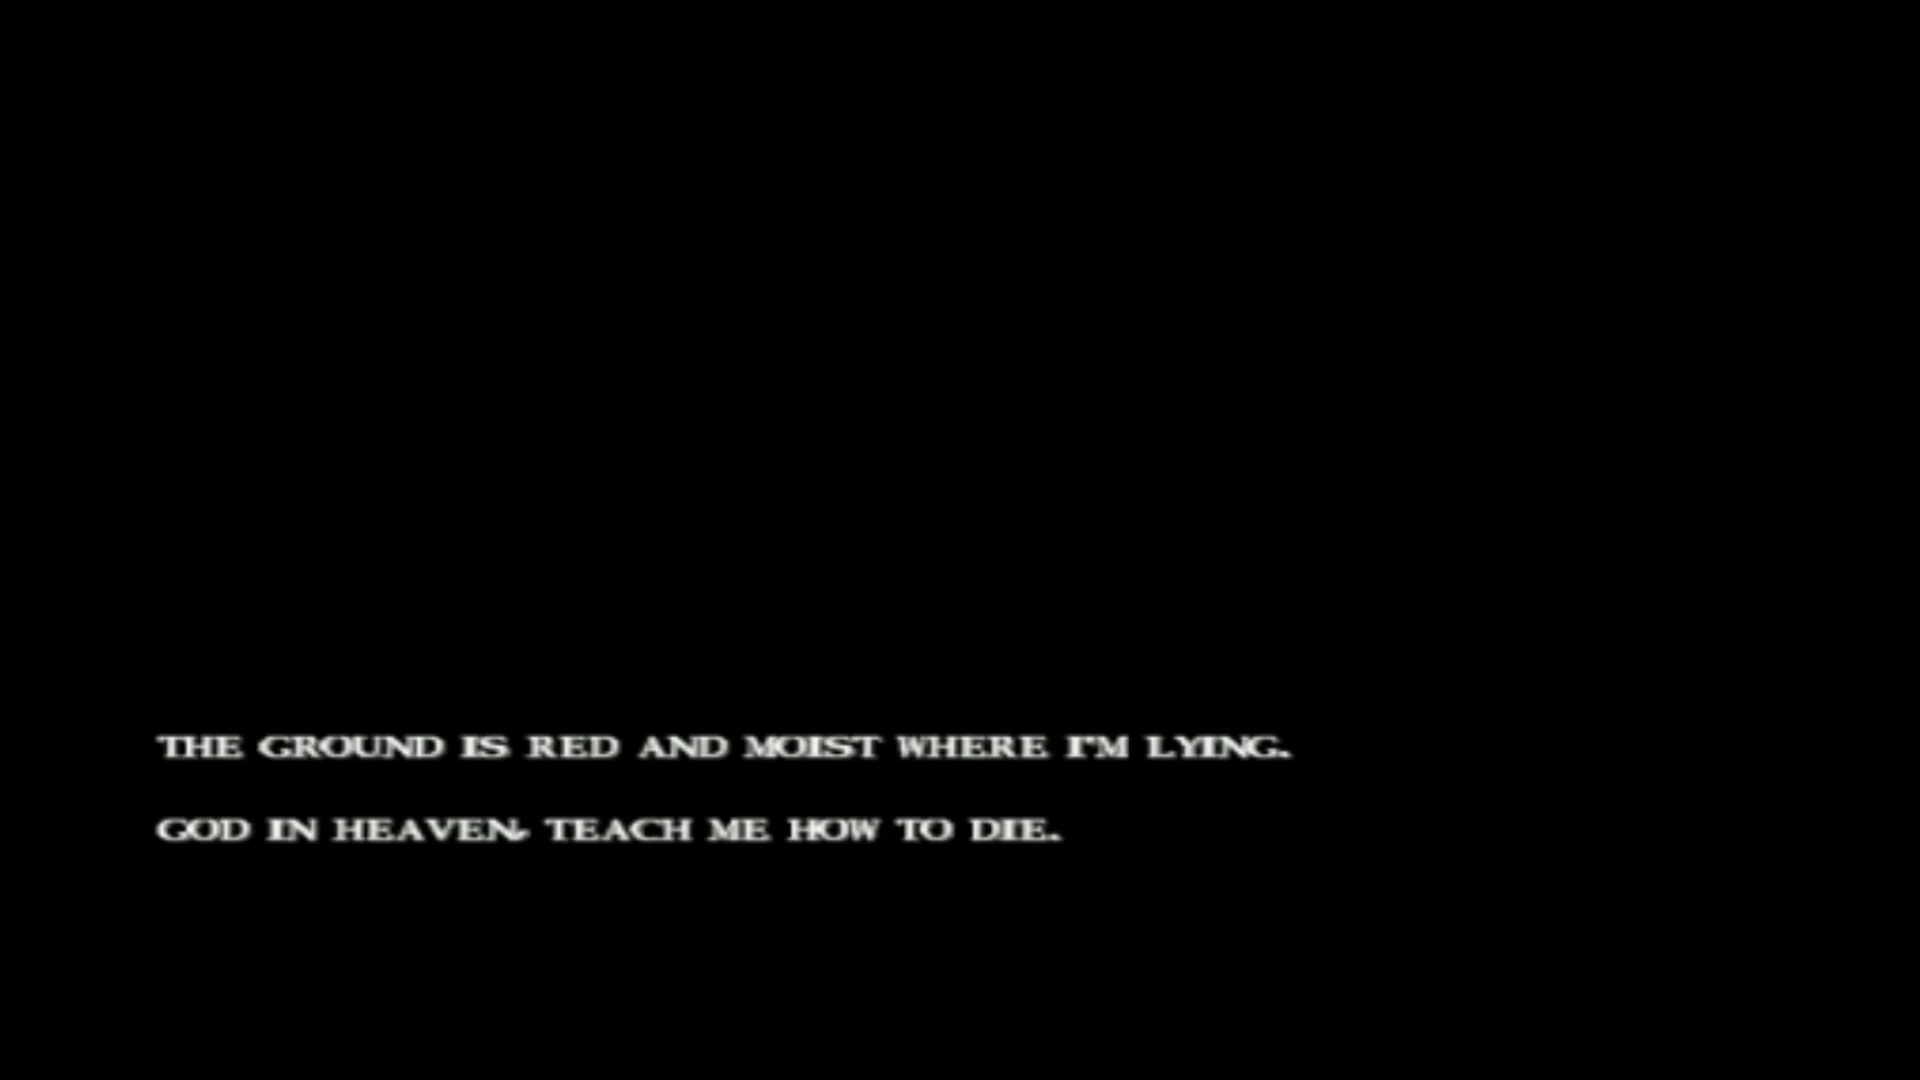 THE GROUND IS RED AND MOIST WHERE I'M LYING.
GOD IN HEAVEN, TEACH ME HOW TO DIE.